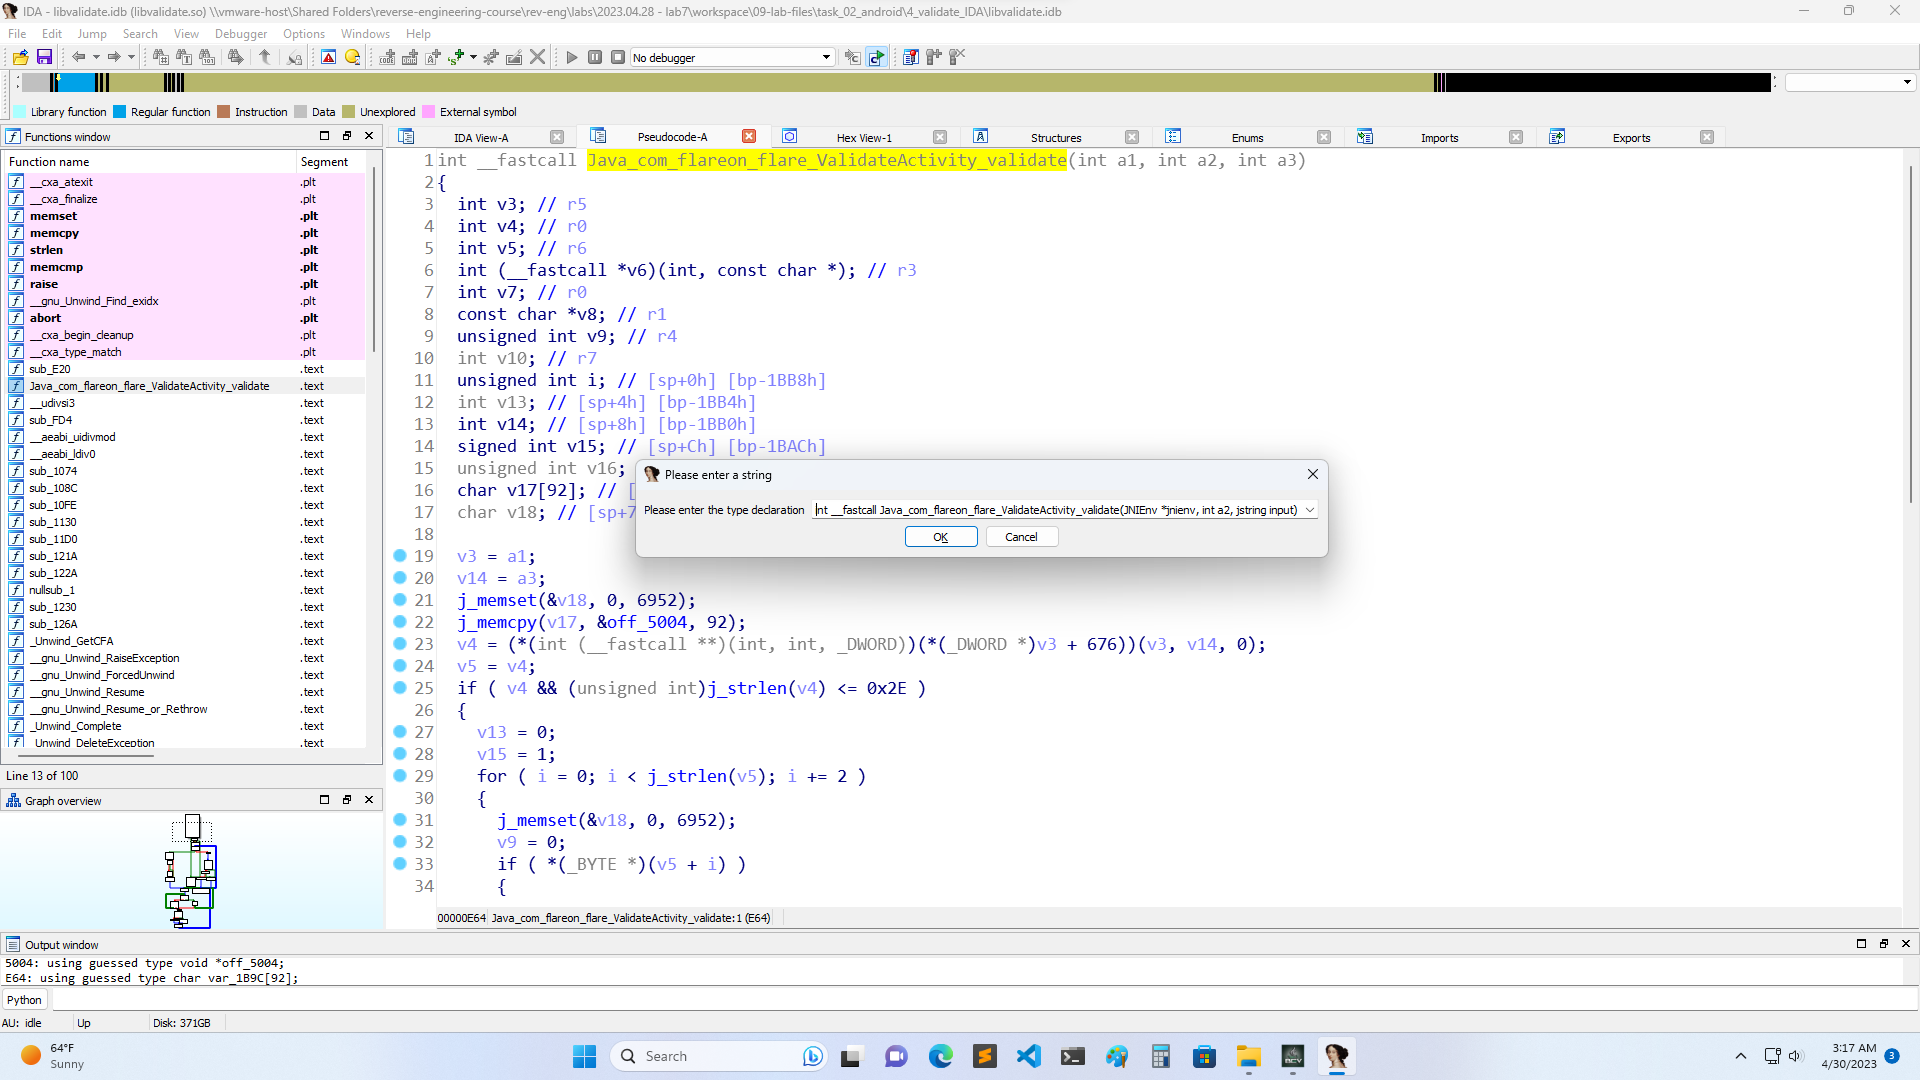 IDA - libvalidate.idb (libvalidate.so) \\vmware-host\Shared Folders\reverse-engineering-course\rev-eng\labs\2023.04.28 - lab7\workspace\09-lab-files\task_02_android\4_validate_IDA\libvalidate.idb
File Edit Jump Search View Debugger Options Windows Help
No debugger
Library function Regular function Instruction Data Unexplored External symbol
Functions window
IDA View-A Pseudocode-A Hex View-1 Structures Enums Imports Exports
Function name Segment
__cxa_atexit .plt
__cxa_finalize .plt
memset .plt
memcpy .plt
strlen .plt
memcmp .plt
raise .plt
__gnu_Unwind_Find_exidx .plt
abort .plt
__cxa_begin_cleanup .plt
__cxa_type_match .plt
sub_E20 .text
Java_com_flareon_flare_ValidateActivity_validate .text
__udivsi3 .text
sub_FD4 .text
__aeabi_uidivmod .text
__aeabi_ldiv0 .text
sub_1074 .text
sub_108C .text
sub_10FE .text
sub_1130 .text
sub_11D0 .text
sub_121A .text
sub_122A .text
nullsub_1 .text
sub_1230 .text
sub_126A .text
_Unwind_GetCFA .text
__gnu_Unwind_RaiseException .text
__gnu_Unwind_ForcedUnwind .text
__gnu_Unwind_Resume .text
__gnu_Unwind_Resume_or_Rethrow .text
_Unwind_Complete .text
_Unwind_DeleteException .text
Line 13 of 100
Graph overview
1 int __fastcall Java_com_flareon_flare_ValidateActivity_validate(int a1, int a2, int a3)
2 {
3 int v3; // r5
4 int v4; // r0
5 int v5; // r6
6 int (__fastcall *v6)(int, const char *); // r3
7 int v7; // r0
8 const char *v8; // r1
9 unsigned int v9; // r4
10 int v10; // r7
11 unsigned int i; // [sp+0h] [bp-1BB8h]
12 int v13; // [sp+4h] [bp-1BB4h]
13 int v14; // [sp+8h] [bp-1BB0h]
14 signed int v15; // [sp+Ch] [bp-1BACh]
15 unsigned int v16;
16 char v17[92]; // [
17 char v18; // [sp+7
18
19 v3 = a1;
20 v14 = a3;
21 j_memset(&v18, 0, 6952);
22 j_memcpy(v17, &off_5004, 92);
23 v4 = (*(int (__fastcall **)(int, int, _DWORD))(*(_DWORD *)v3 + 676))(v3, v14, 0);
24 v5 = v4;
25 if ( v4 && (unsigned int)j_strlen(v4) <= 0x2E )
26 {
27 v13 = 0;
28 v15 = 1;
29 for ( i = 0; i < j_strlen(v5); i += 2 )
30 {
31 j_memset(&v18, 0, 6952);
32 v9 = 0;
33 if ( *(_BYTE *)(v5 + i) )
34 {
00000E64 Java_com_flareon_flare_ValidateActivity_validate:1 (E64)
Please enter a string
Please enter the type declaration int __fastcall Java_com_flareon_flare_ValidateActivity_validate(JNIEnv *jnienv, int a2, jstring input)
OK Cancel
Output window
5004: using guessed type void *off_5004;
E64: using guessed type char var_1B9C[92];
Python
AU: idle Up Disk: 371GB
64°F
Sunny
Search
3:17 AM
4/30/2023
3